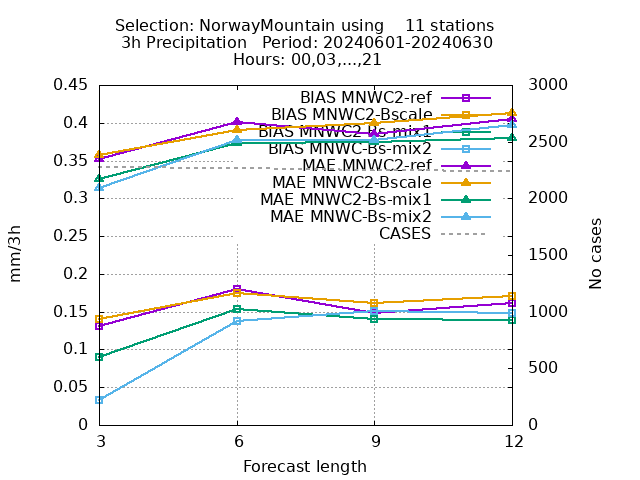 Selection: NorwayMountain using 11 stations
3h Precipitation Period: 20240601-20240630
Hours: 00,03,...,21
0.45
0.4
0.35
0.3
0.25
0.2
0.15
0.1
0.05
0
mm/3h
BIAS MNWC2-ref
BIAS MNWC2-Bscale
BIAS MNWC2-Bs-mix1
BIAS MNWC-Bs-mix2
MAE MNWC2-ref
MAE MNWC2-Bscale
MAE MNWC2-Bs-mix1
MAE MNWC-Bs-mix2
CASES
3000
2500
2000
1500
1000
500
0
No cases
3 6 9 12
Forecast length